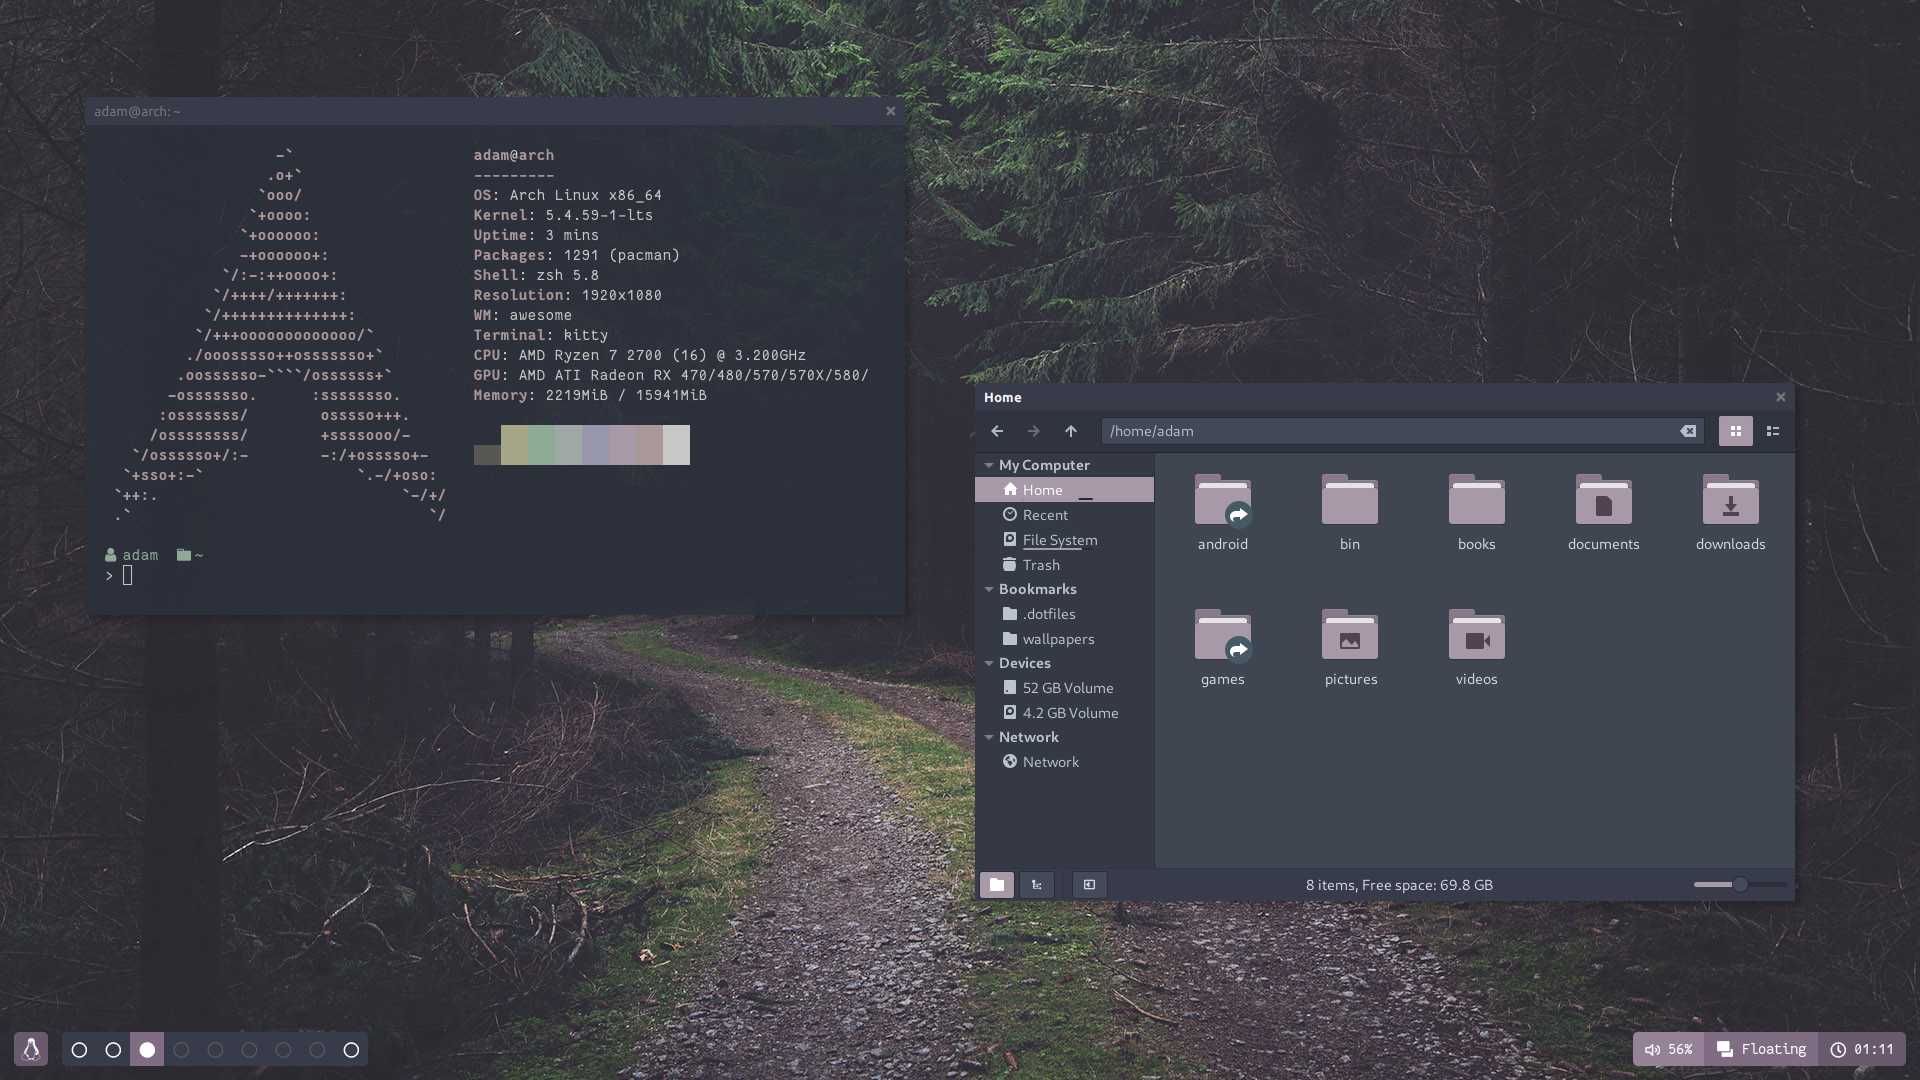 adam@arch: ~
-`
.o+`
`ooo/
`+oooo:
`+oooooo:
-+oooooo+:
`/:-:++oooo+:
`/++++/+++++++:
`/++++++++++++++:
`/+++ooooooooooooo/`
./ooosssso++osssssso+`
.oossssso-````/ossssss+`
-osssssso.      :ssssssso.
:osssssss/        osssso+++.
/ossssssss/        +ssssooo/-
`/ossssso+/:-        -:/+osssso+-
`+sso+:-`                 `.-/+oso:
`++:.                           `-/+/
.`                                 `/
adam@arch
---------
OS: Arch Linux x86_64
Kernel: 5.4.59-1-lts
Uptime: 3 mins
Packages: 1291 (pacman)
Shell: zsh 5.8
Resolution: 1920x1080
WM: awesome
Terminal: kitty
CPU: AMD Ryzen 7 2700 (16) @ 3.200GHz
GPU: AMD ATI Radeon RX 470/480/570/570X/580/
Memory: 2219MiB / 15941MiB
adam ~
>
Home
/home/adam
My Computer
Home
Recent
File System
Trash
Bookmarks
.dotfiles
wallpapers
Devices
52 GB Volume
4.2 GB Volume
Network
Network
android
bin
books
documents
downloads
games
pictures
videos
8 items, Free space: 69.8 GB
56%
Floating
01:11